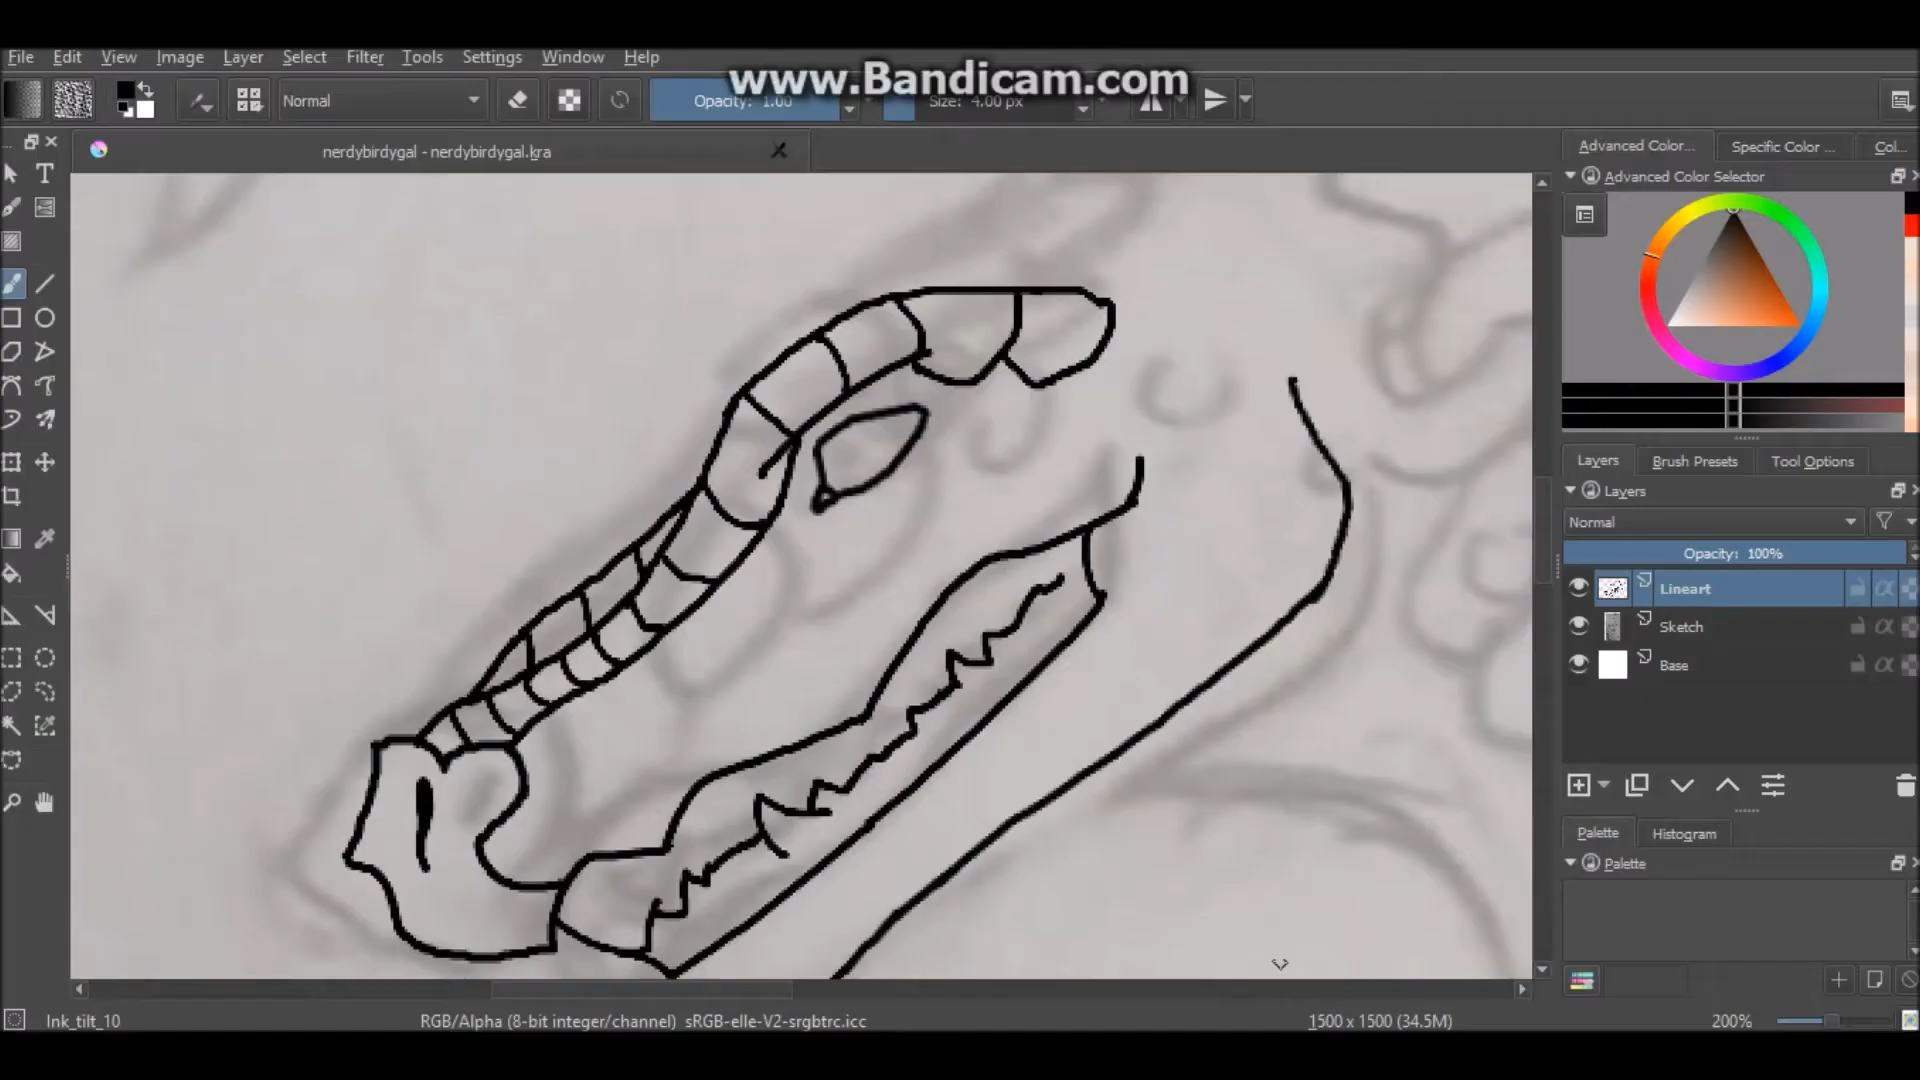 File Edit View Image Layer Select Filter Tools Settings Window Help
www.Bandicam.com
Normal
Opacity: 1.00
Size: 4.00 px
nerdybirdygal - nerdybirdygal.kra
Advanced Color...
Specific Color ...
Col...
Advanced Color Selector
Layers
Brush Presets
Tool Options
Layers
Normal
Opacity: 100%
Lineart
Sketch
Base
Palette
Histogram
Palette
Ink_tilt_10
RGB/Alpha (8-bit integer/channel) sRGB-elle-V2-srgbtrc.icc
1500 x 1500 (34.5M)
200%